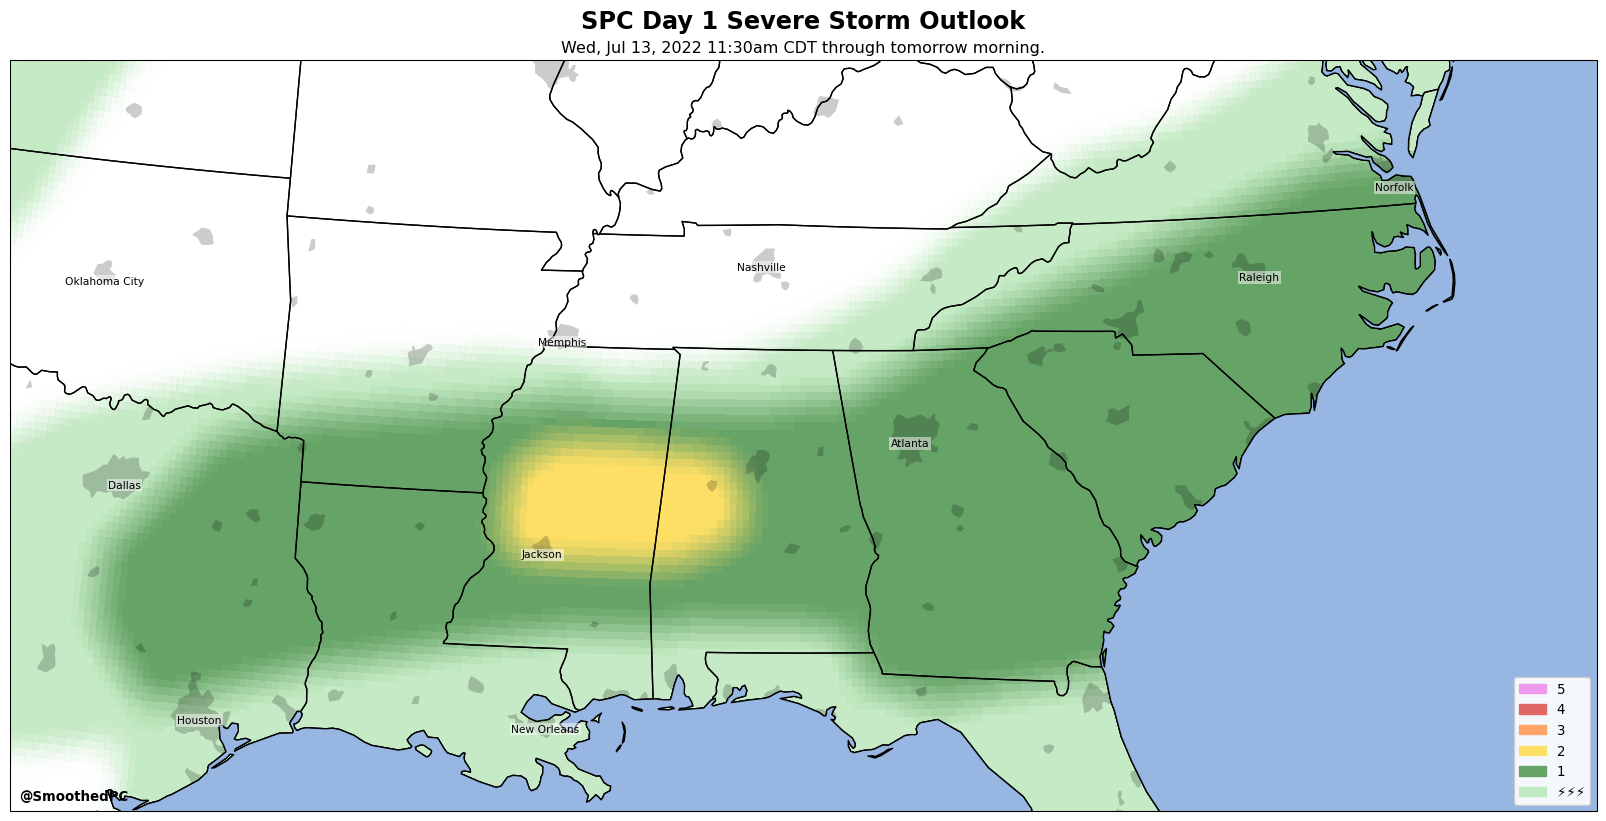 SPC Day 1 Severe Storm Outlook
Wed, Jul 13, 2022 11:30am CDT through tomorrow morning.
Norfolk
Nashville
Raleigh
Oklahoma City
Memphis
Atlanta
Dallas
Jackson
Houston
New Orleans
5
4
3
2
1
⚡⚡⚡
@SmoothedPC